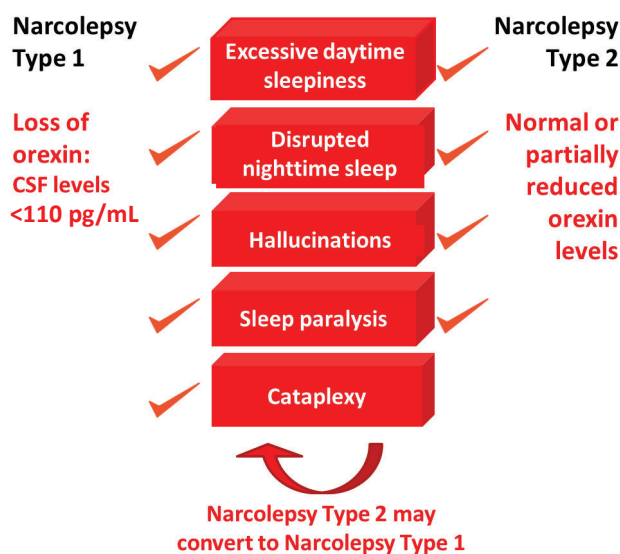 Narcolepsy
Type 1
Loss of
orexin:
CSF levels
<110 pg/mL
Excessive daytime
sleepiness
Disrupted
nighttime sleep
Hallucinations
Sleep paralysis
Cataplexy
Narcolepsy
Type 2
Normal or
partially
reduced
orexin
levels
Narcolepsy Type 2 may
convert to Narcolepsy Type 1